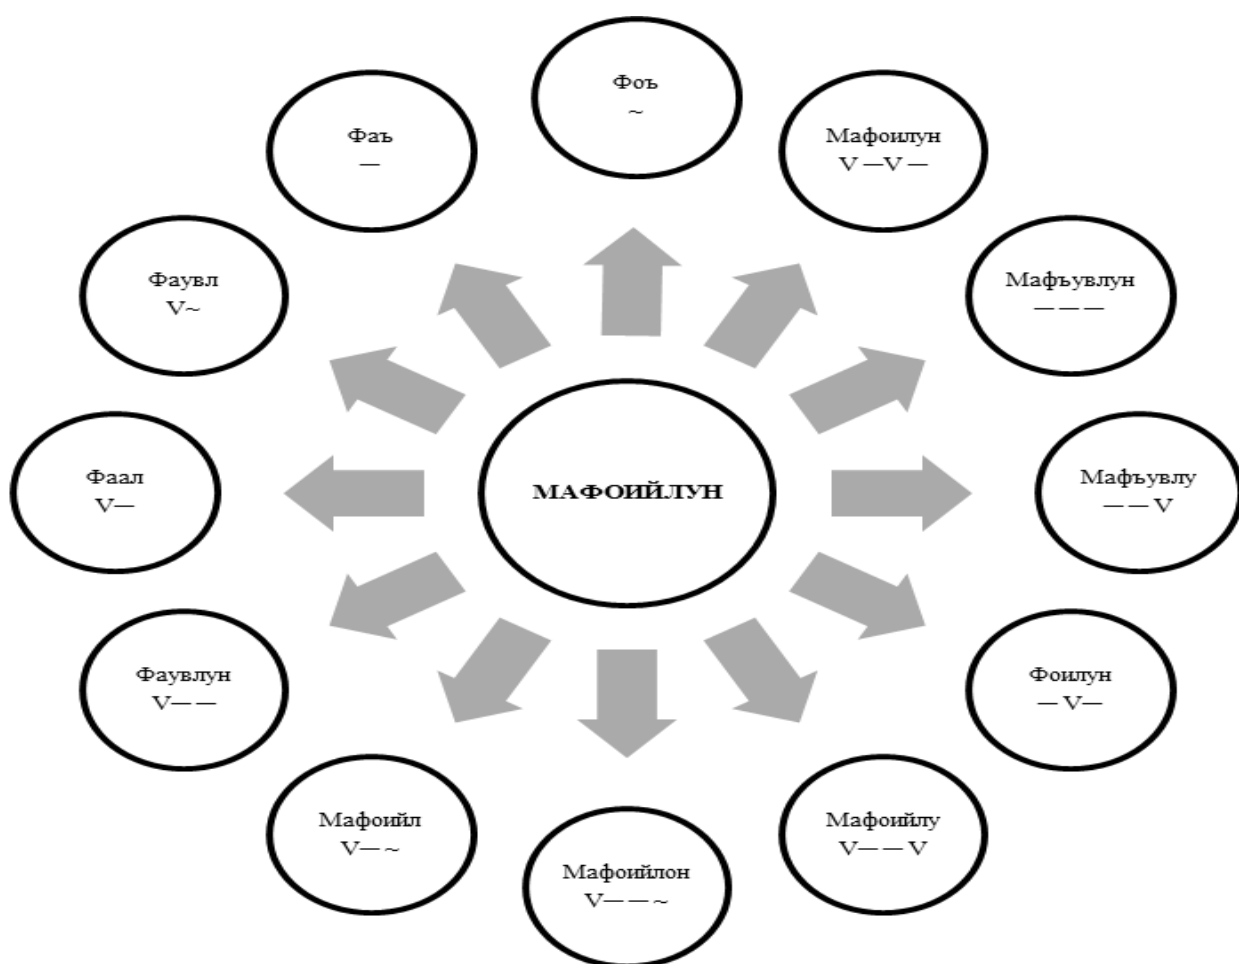 Фоъ
~
Мафоилун
V —V —
Мафъувлун
— — —
Мафъувлу
— — V
Фоилун
— V—
Мафоийлу
V— — V
Мафоийлон
V— — ~
Мафоийл
V— ~
Фаувлун
V— —
Фаал
V—
Фаувл
V~
Фаъ
—
МАФОИЙЛУН